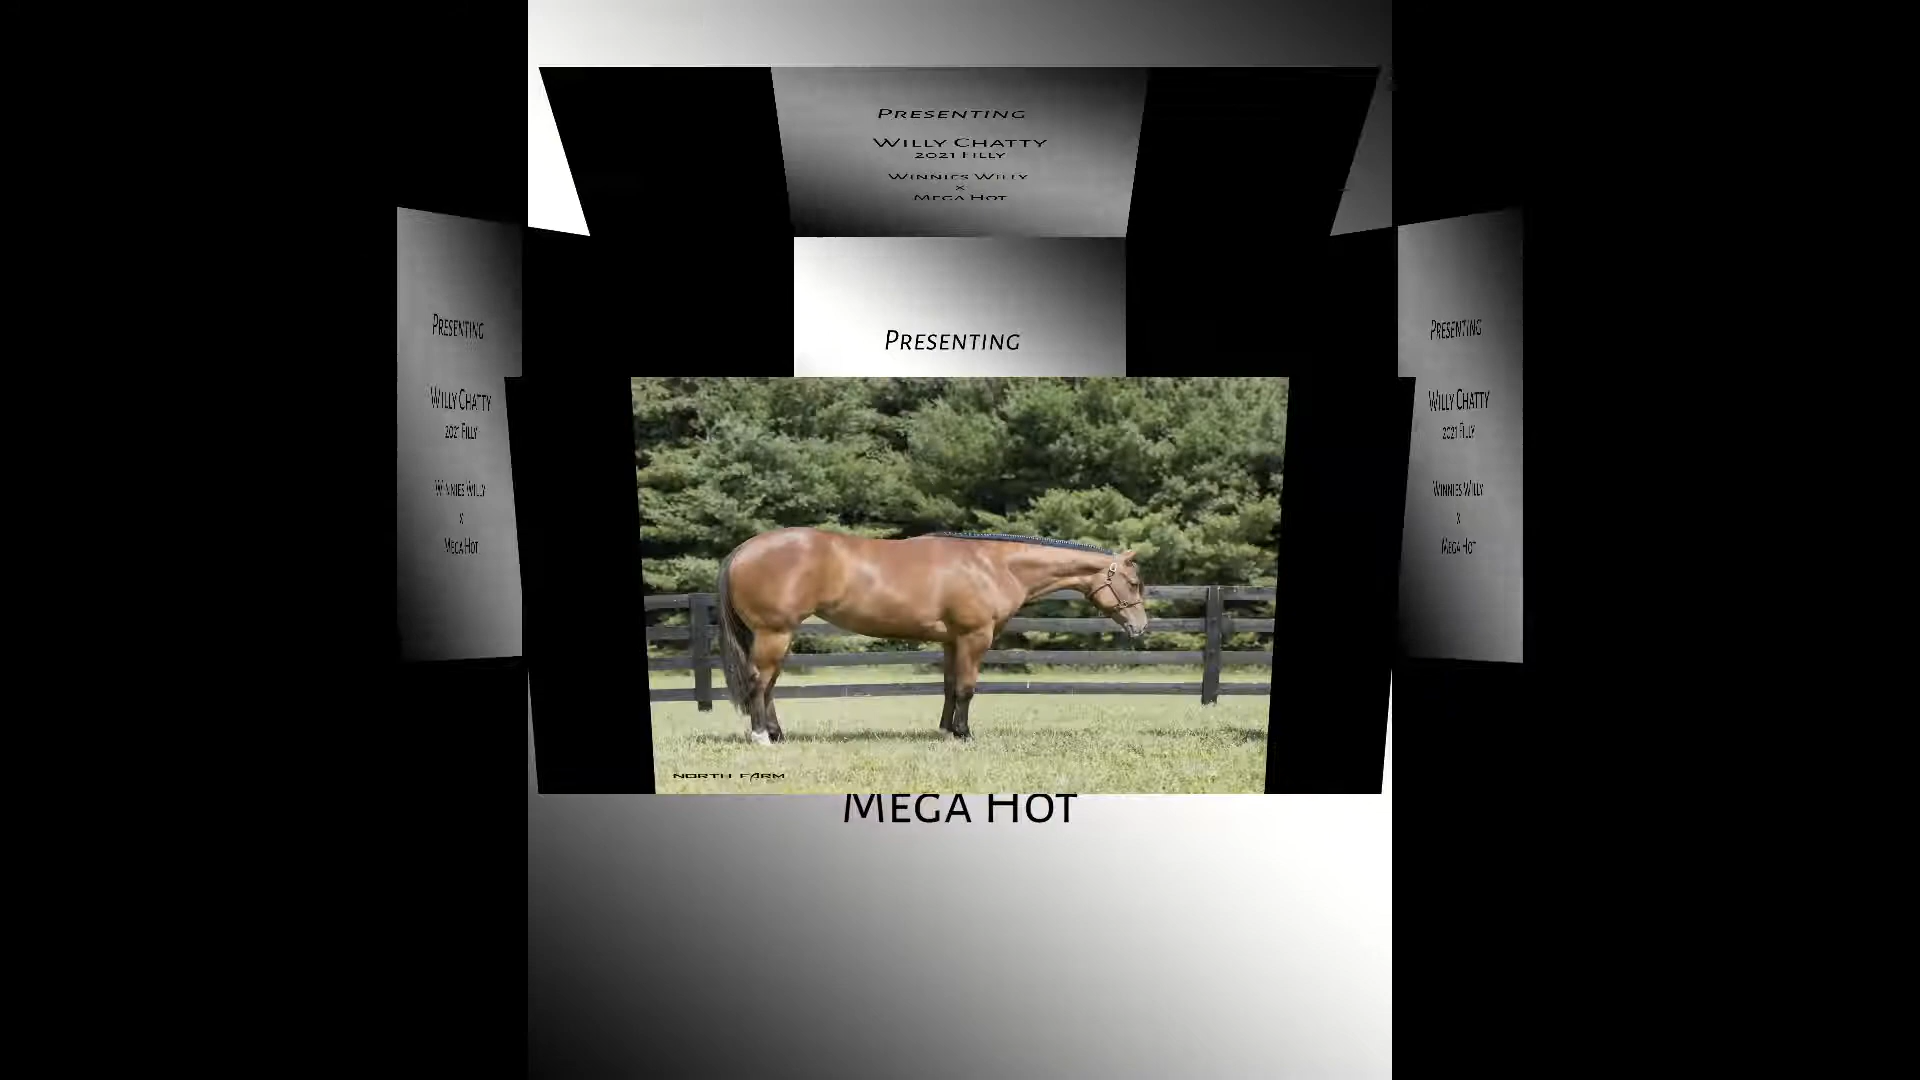 PRESENTING
WILLY CHATTY
2021 FILLY
WINNIES WILLY
x
MEGA HOT
PRESENTING
PRESENTING
WILLY CHATTY
2021 FILLY
WINNIES WILLY
x
MEGA HOT
PRESENTING
WILLY CHATTY
2021 FILLY
WINNIES WILLY
x
MEGA HOT
NORTH FARM
MEGA HOT